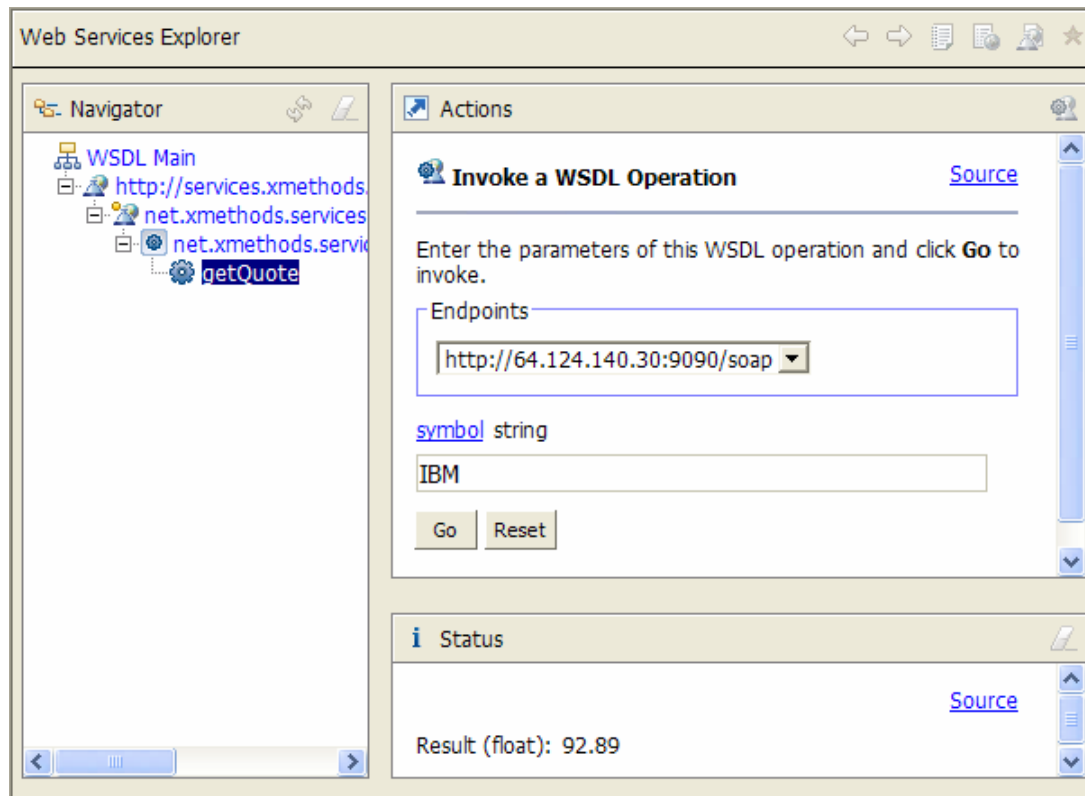 Web Services Explorer
Navigator
WSDL Main
http://services.xmethods.
net.xmethods.services
net.xmethods.servic
getQuote
Actions
Invoke a WSDL Operation
Source
Enter the parameters of this WSDL operation and click Go to
invoke.
Endpoints
http://64.124.140.30:9090/soap
symbol string
IBM
Go Reset
i Status
Source
Result (float): 92.89